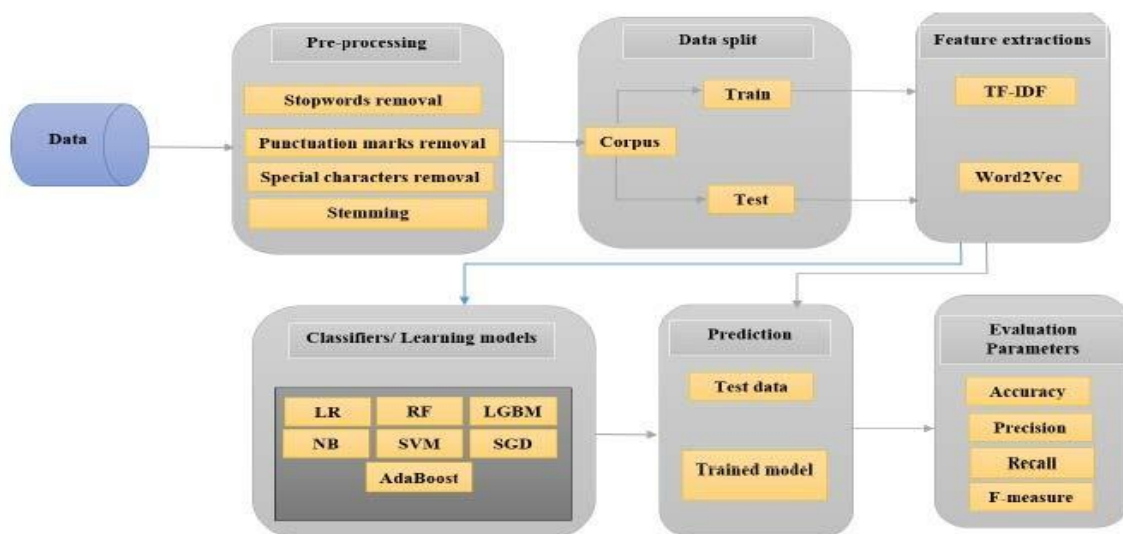 Data
Pre-processing
Stopwords removal
Punctuation marks removal
Special characters removal
Stemming
Data split
Corpus
Train
Test
Feature extractions
TF-IDF
Word2Vec
Classifiers/ Learning models
LR RF LGBM
NB SVM SGD
AdaBoost
Prediction
Test data
Trained model
Evaluation
Parameters
Accuracy
Precision
Recall
F-measure